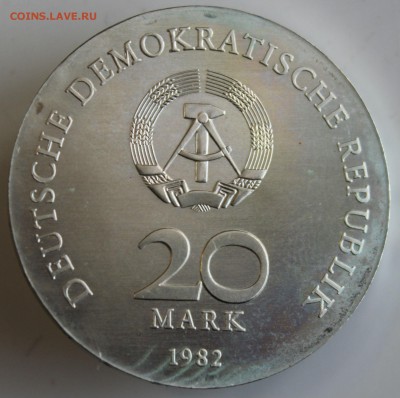 COINS.LAVE.RU
DEUTSCHE DEMOKRATISCHE REPUBLIK
20
MARK
1982